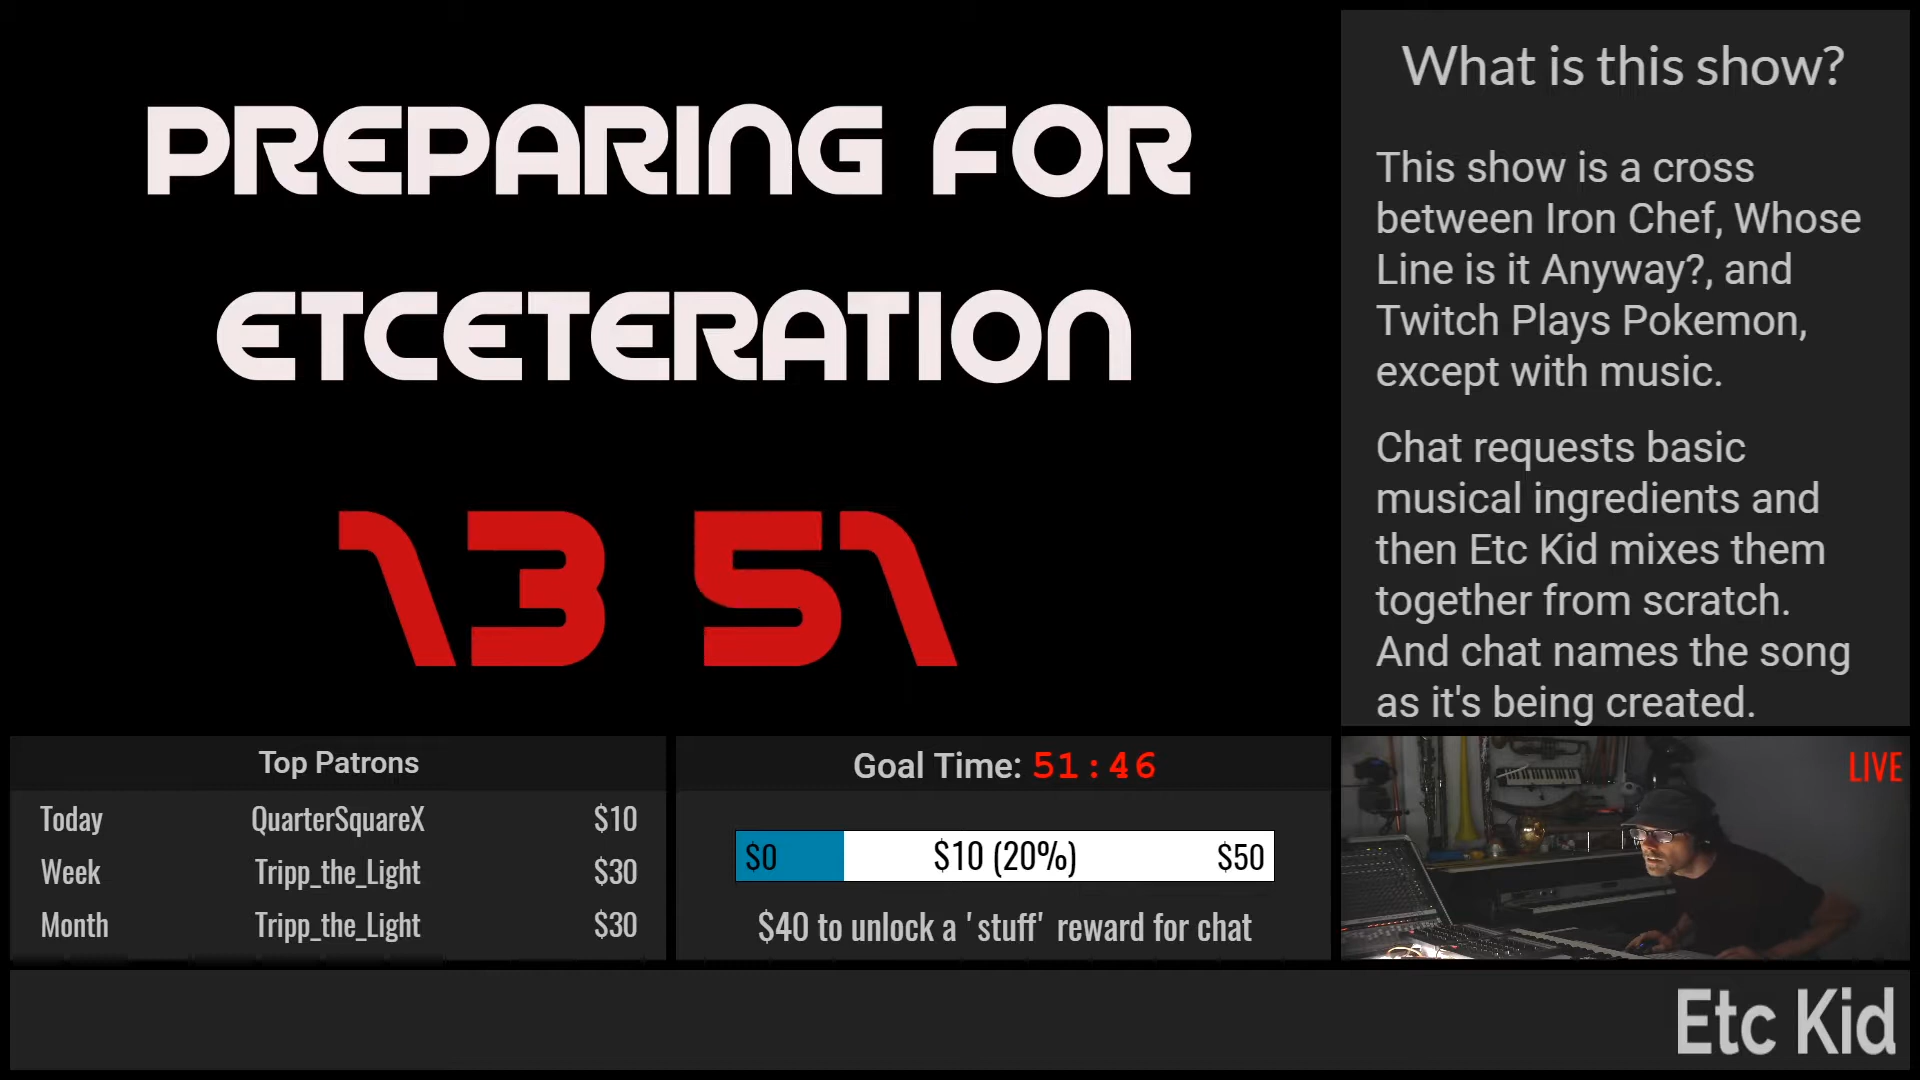 PREPARING FOR
ETCETERATION
13 51
What is this show?
This show is a cross
between Iron Chef, Whose
Line is it Anyway?, and
Twitch Plays Pokemon,
except with music.
Chat requests basic
musical ingredients and
then Etc Kid mixes them
together from scratch.
And chat names the song
as it's being created.
Top Patrons
Today QuarterSquareX $10
Week Tripp_the_Light $30
Month Tripp_the_Light $30
Goal Time: 51:46
$0 $10 (20%) $50
$40 to unlock a 'stuff' reward for chat
LIVE
Etc Kid